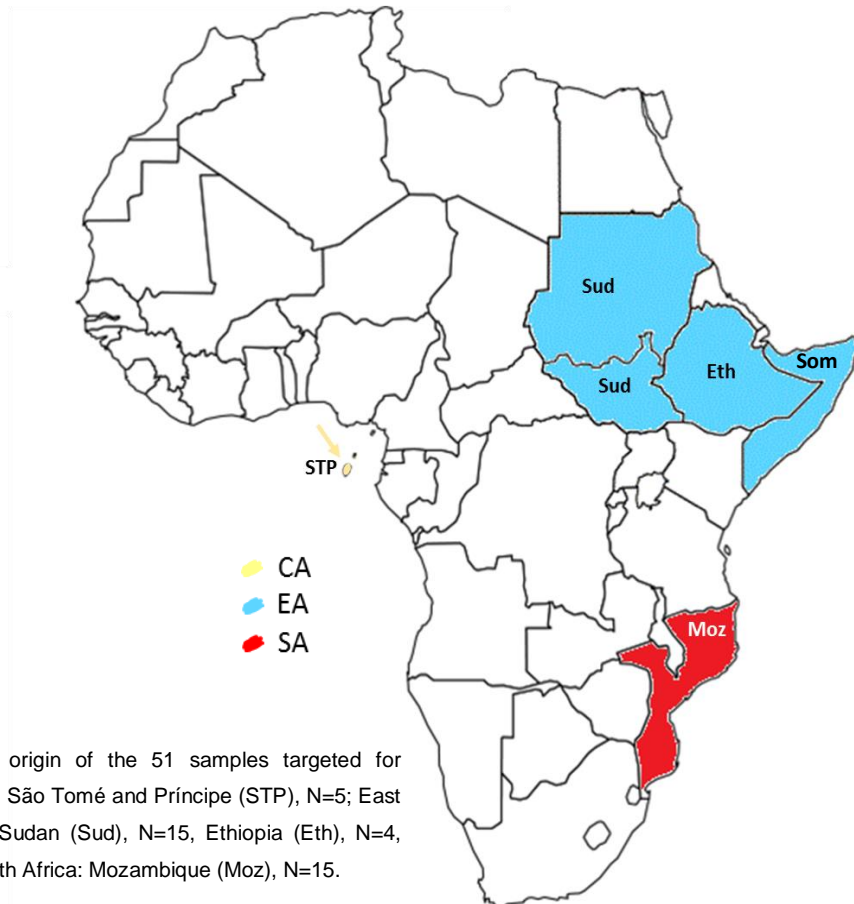 Sud
Sud
Eth
Som
STP
CA
EA
SA
Moz
origin of the 51 samples targeted for
São Tomé and Príncipe (STP), N=5; East
Sudan (Sud), N=15, Ethiopia (Eth), N=4,
th Africa: Mozambique (Moz), N=15.